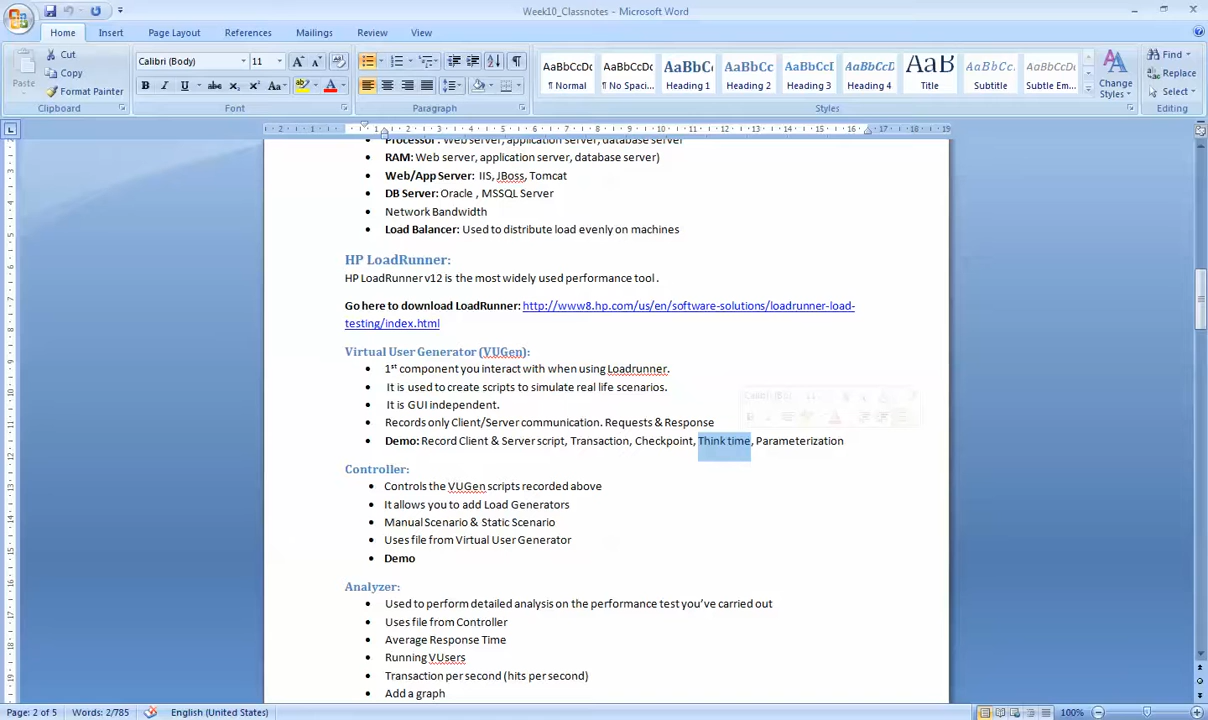 Week10_Classnotes - Microsoft Word
Home Insert Page Layout References Mailings Review View
Paste
Cut
Copy
Format Painter
Clipboard
Calibri (Body) 11
B I U abc x₂ x² Aa
Font
Paragraph
AaBbCcDc AaBbCcDc AaBbC AaBbCc AaBbCc AaBbCc AaB AaBbCcI AaBbCcDc
¶ Normal ¶ No Spaci... Heading 1 Heading 2 Heading 3 Heading 4 Title Subtitle Subtle Em...
Styles
Change Styles
Find
Replace
Select
Editing
Processor : Web server, application server, database server
RAM: Web server, application server, database server)
Web/App Server: IIS, JBoss, Tomcat
DB Server: Oracle , MSSQL Server
Network Bandwidth
Load Balancer: Used to distribute load evenly on machines
HP LoadRunner:
HP LoadRunner v12 is the most widely used performance tool .
Go here to download LoadRunner: http://www8.hp.com/us/en/software-solutions/loadrunner-load-
testing/index.html
Virtual User Generator (VUGen):
1st component you interact with when using Loadrunner.
It is used to create scripts to simulate real life scenarios.
It is GUI independent.
Records only Client/Server communication. Requests & Response
Demo: Record Client & Server script, Transaction, Checkpoint, Think time, Parameterization
Controller:
Controls the VUGen scripts recorded above
It allows you to add Load Generators
Manual Scenario & Static Scenario
Uses file from Virtual User Generator
Demo
Analyzer:
Used to perform detailed analysis on the performance test you've carried out
Uses file from Controller
Average Response Time
Running VUsers
Transaction per second (hits per second)
Add a graph
Page: 2 of 5 Words: 2/785 English (United States) 100%